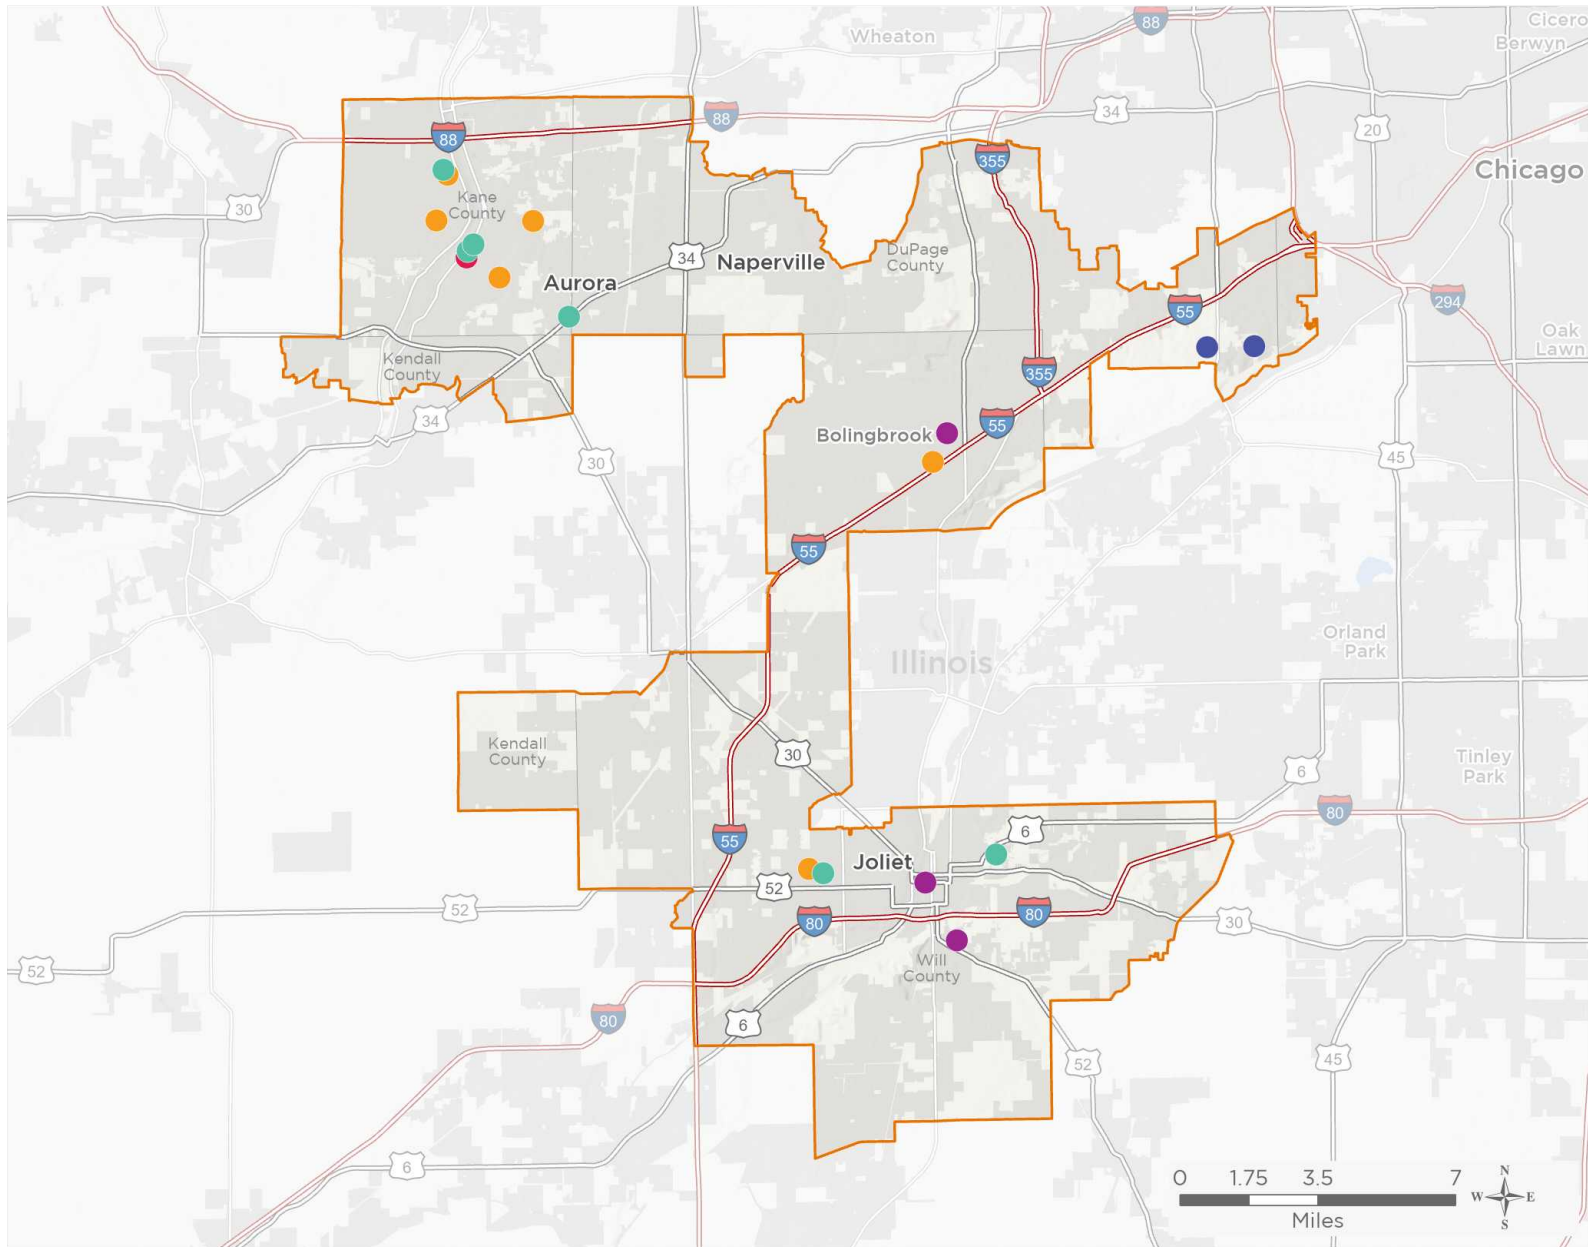 88
Cicero
Berwyn
Wheaton
88
34
20
88
355
Chicago
30
Kane
County
34
Naperville
DuPage
County
Aurora
55
294
Oak
Lawn
Kendall
County
355
34
55
Bolingbrook
45
30
55
Orland
Park
Illinois
Kendall
County
30
Tinley
Park
6
80
55
6
Joliet
52
52
80
80
30
Will
County
52
80
6
45
52
6
0 1.75 3.5 7
Miles
N
W E
S